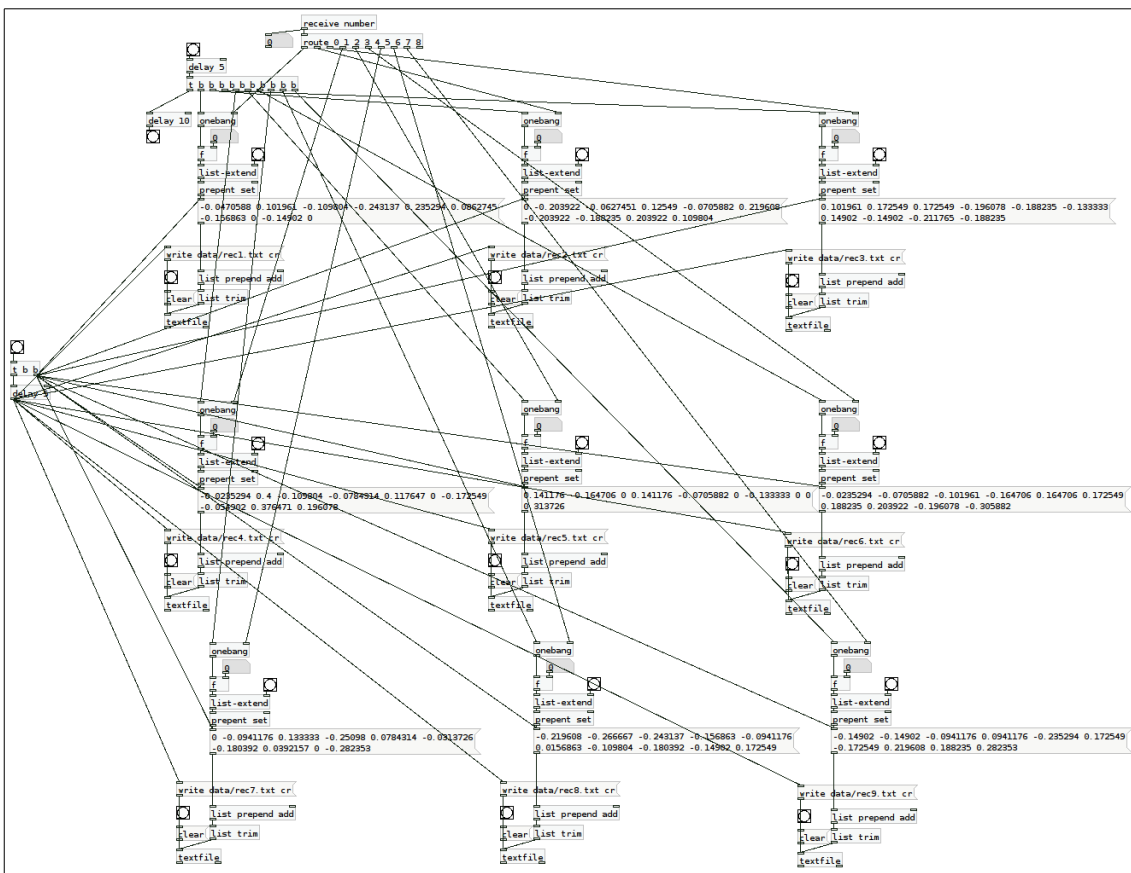 receive number
0
route 0 1 2 3 4 5 6 7 8
delay 5
t b b b b b b b b b b
delay 10
onebang
0
f
list-extend
prepent set
-0.0470588 0.101961 -0.109804 -0.243137 0.235294 0.0862745
-0.156863 0 -0.14902 0
write data/rec1.txt cr
list prepend add
clear
list trim
textfile
onebang
0
f
list-extend
prepent set
0 -0.203922 -0.0627451 0.12549 -0.0705882 0.219608
-0.203922 -0.188235 0.203922 0.109804
write data/rec2.txt cr
list prepend add
clear
list trim
textfile
onebang
0
f
list-extend
prepent set
0.101961 0.172549 0.172549 -0.196078 -0.188235 -0.133333
0.14902 -0.14902 -0.211765 -0.188235
write data/rec3.txt cr
list prepend add
clear
list trim
textfile
t b b
delay 5
onebang
0
f
list-extend
prepent set
-0.0235294 0.4 -0.109804 -0.0784314 0.117647 0 -0.172549
-0.054902 0.376471 0.196078
write data/rec4.txt cr
list prepend add
clear
list trim
textfile
onebang
0
f
list-extend
prepent set
0.141176 -0.164706 0 0.141176 -0.0705882 0 -0.133333 0 0
0.313726
write data/rec5.txt cr
list prepend add
clear
list trim
textfile
onebang
0
f
list-extend
prepent set
-0.0235294 -0.0705882 -0.101961 -0.164706 0.164706 0.172549
0.188235 0.203922 -0.196078 -0.305882
write data/rec6.txt cr
list prepend add
clear
list trim
textfile
onebang
0
f
list-extend
prepent set
0 -0.0941176 0.133333 -0.25098 0.0784314 -0.0313726
-0.180392 0.0392157 0 -0.282353
write data/rec7.txt cr
list prepend add
clear
list trim
textfile
onebang
0
f
list-extend
prepent set
-0.219608 -0.266667 -0.243137 -0.156863 -0.0941176
0.0156863 -0.109804 -0.180392 -0.14902 0.172549
write data/rec8.txt cr
list prepend add
clear
list trim
textfile
onebang
0
f
list-extend
prepent set
-0.14902 -0.14902 -0.0941176 0.0941176 -0.235294 0.172549
-0.172549 0.219608 0.188235 0.282353
write data/rec9.txt cr
list prepend add
clear
list trim
textfile